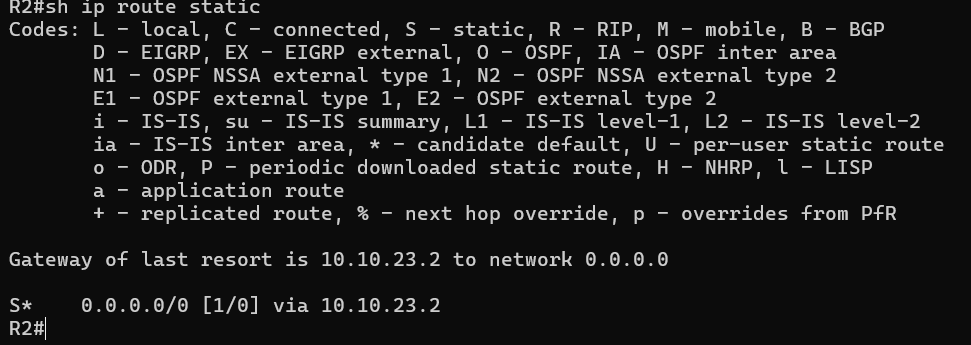 R2#sh ip route static
Codes: L - local, C - connected, S - static, R - RIP, M - mobile, B - BGP
       D - EIGRP, EX - EIGRP external, O - OSPF, IA - OSPF inter area
       N1 - OSPF NSSA external type 1, N2 - OSPF NSSA external type 2
       E1 - OSPF external type 1, E2 - OSPF external type 2
       i - IS-IS, su - IS-IS summary, L1 - IS-IS level-1, L2 - IS-IS level-2
       ia - IS-IS inter area, * - candidate default, U - per-user static route
       o - ODR, P - periodic downloaded static route, H - NHRP, l - LISP
       a - application route
       + - replicated route, % - next hop override, p - overrides from PfR
Gateway of last resort is 10.10.23.2 to network 0.0.0.0
S*    0.0.0.0/0 [1/0] via 10.10.23.2
R2#